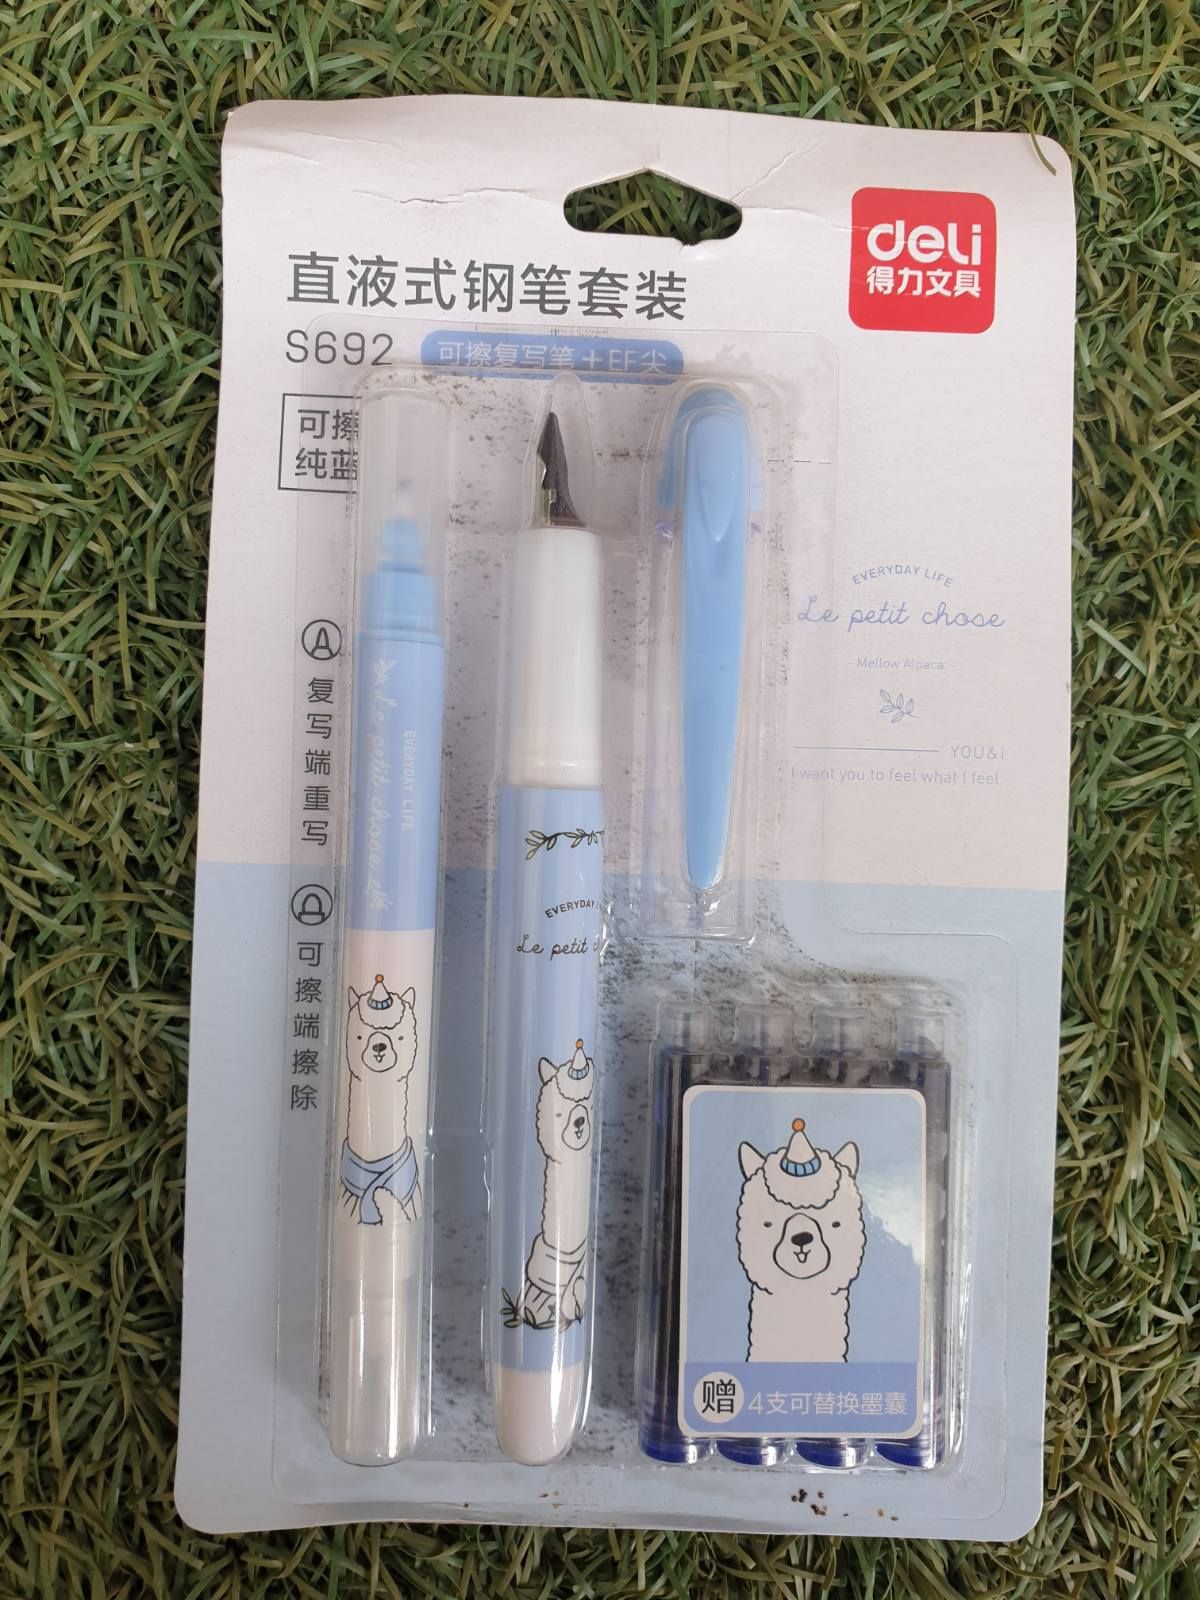 直液式钢笔套装
deli
得力文具
S692
可擦复写笔+EF尖
可擦
纯蓝
EVERYDAY LIFE
Le petit chose
- Mellow Alpaca -
YOU&I
I want you to feel what I feel.
复写端重写
可擦端擦除
EVERYDAY LIFE
Le petit chose
EVERYDAY
Le petit
赠
4支可替换墨囊